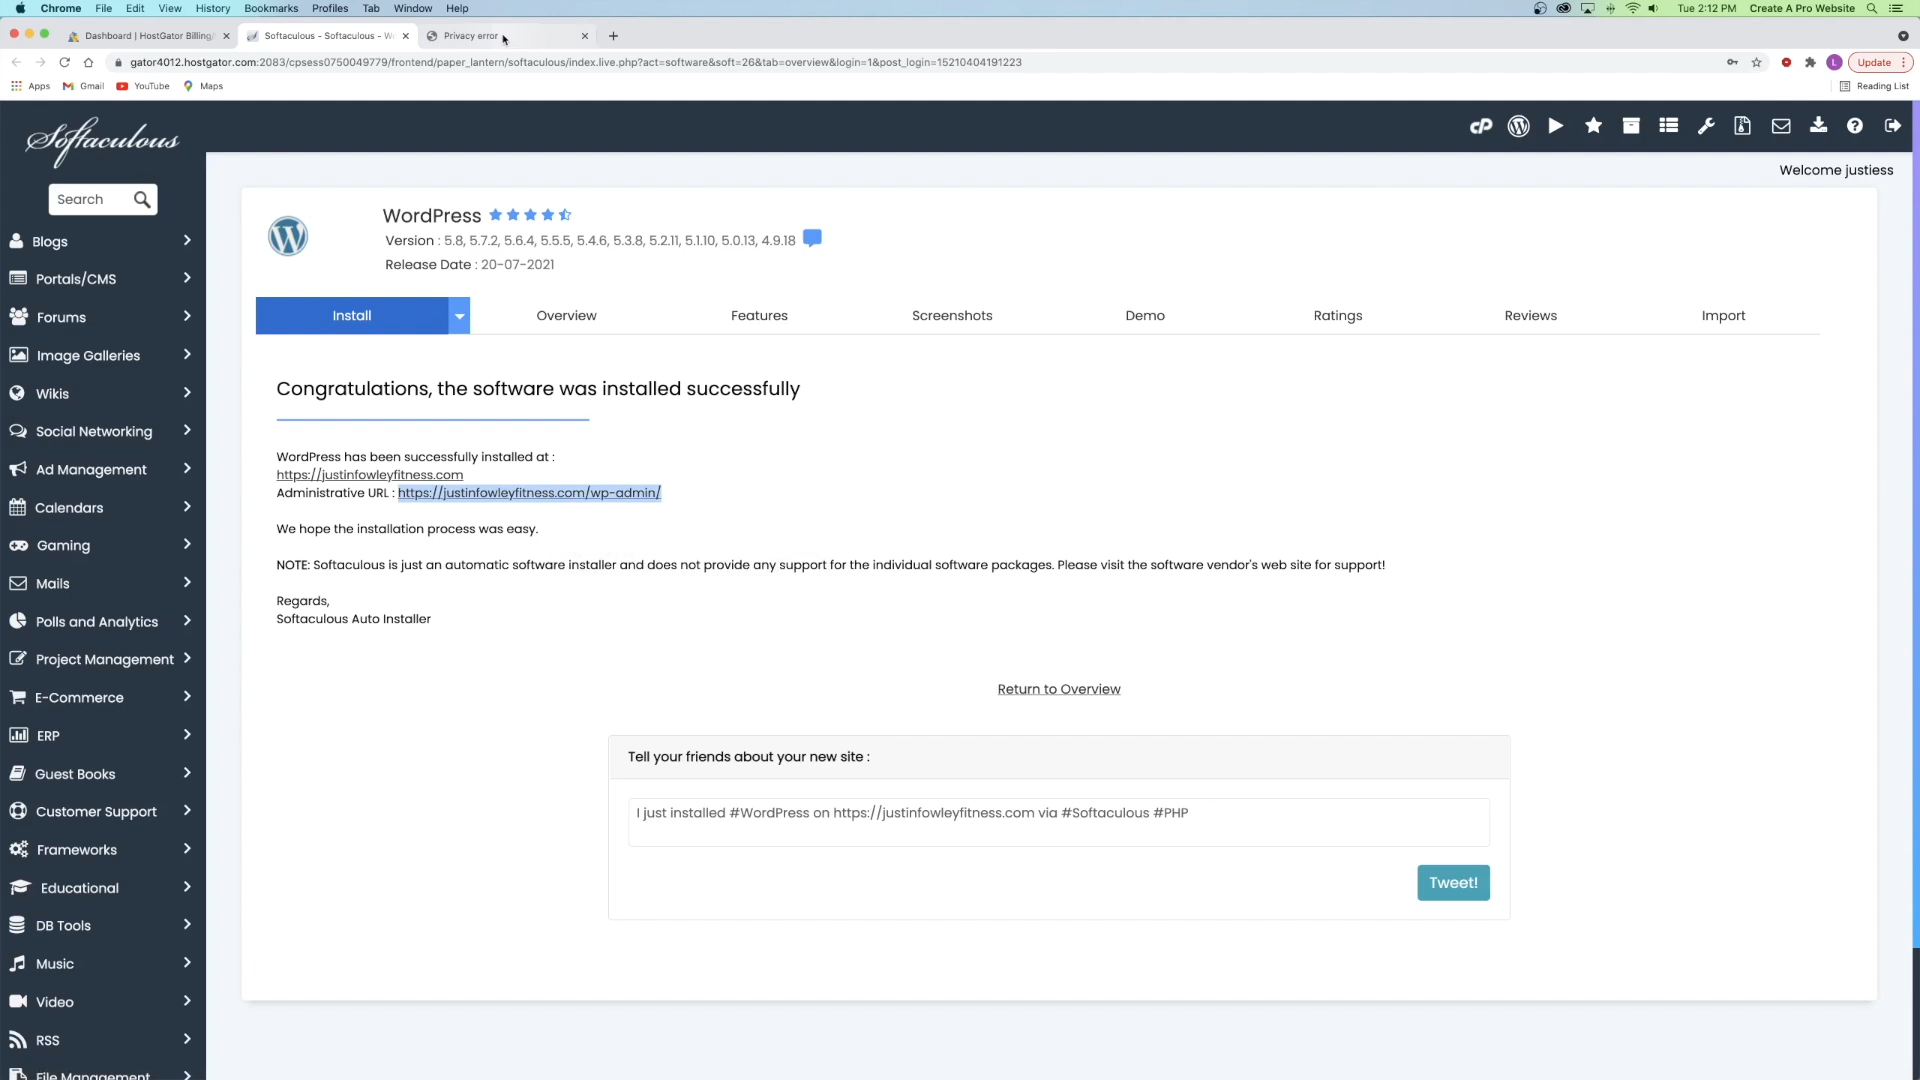 Chrome File Edit View History Bookmarks Profiles Tab Window Help
Tue 2:12 PM Create A Pro Website
Dashboard | HostGator Billing/
Softaculous - Softaculous - W
Privacy error
gator4012.hostgator.com:2083/cpsess0750049779/frontend/paper_lantern/softaculous/index.live.php?act=software&soft=26&tab=overview&login=1&post_login=15210404191223
L
Update
Apps Gmail YouTube Maps
Reading List
Softaculous
cP
Welcome justiess
Search
Blogs
Portals/CMS
Forums
Image Galleries
Wikis
Social Networking
Ad Management
Calendars
Gaming
Mails
Polls and Analytics
Project Management
E-Commerce
ERP
Guest Books
Customer Support
Frameworks
Educational
DB Tools
Music
Video
RSS
File Management
WordPress
Version : 5.8, 5.7.2, 5.6.4, 5.5.5, 5.4.6, 5.3.8, 5.2.11, 5.1.10, 5.0.13, 4.9.18
Release Date : 20-07-2021
Install Overview Features Screenshots Demo Ratings Reviews Import
Congratulations, the software was installed successfully
WordPress has been successfully installed at :
https://justinfowleyfitness.com
Administrative URL : https://justinfowleyfitness.com/wp-admin/
We hope the installation process was easy.
NOTE: Softaculous is just an automatic software installer and does not provide any support for the individual software packages. Please visit the software vendor's web site for support!
Regards,
Softaculous Auto Installer
Return to Overview
Tell your friends about your new site :
I just installed #WordPress on https://justinfowleyfitness.com via #Softaculous #PHP
Tweet!